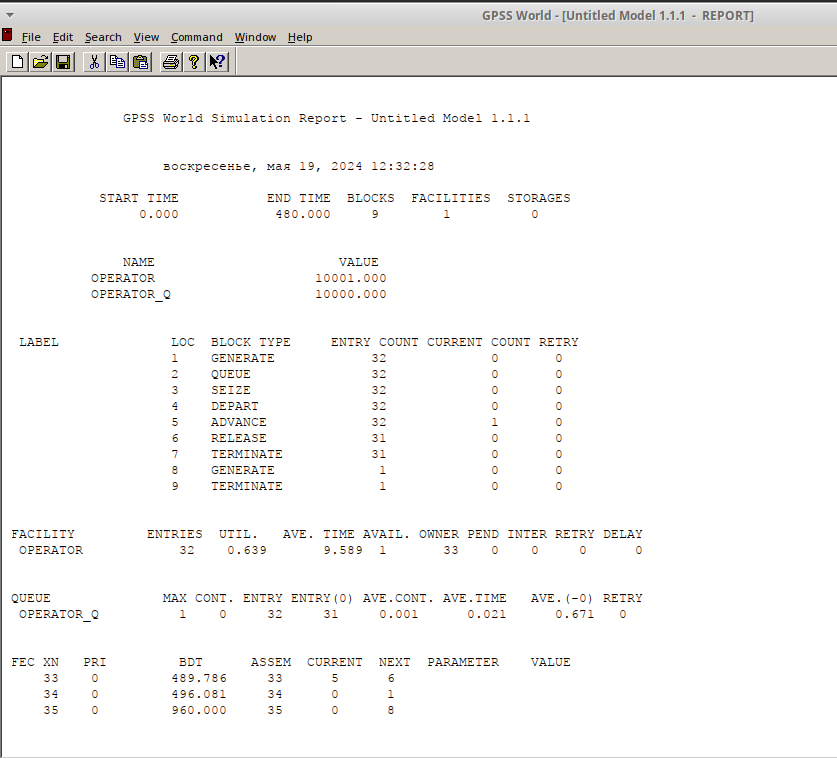 GPSS World - [Untitled Model 1.1.1 - REPORT]
File Edit Search View Command Window Help
GPSS World Simulation Report - Untitled Model 1.1.1
воскресенье, мая 19, 2024 12:32:28
START TIME END TIME BLOCKS FACILITIES STORAGES
0.000 480.000 9 1 0
NAME VALUE
OPERATOR 10001.000
OPERATOR_Q 10000.000
LABEL LOC BLOCK TYPE ENTRY COUNT CURRENT COUNT RETRY
1 GENERATE 32 0 0
2 QUEUE 32 0 0
3 SEIZE 32 0 0
4 DEPART 32 0 0
5 ADVANCE 32 1 0
6 RELEASE 31 0 0
7 TERMINATE 31 0 0
8 GENERATE 1 0 0
9 TERMINATE 1 0 0
FACILITY ENTRIES UTIL. AVE. TIME AVAIL. OWNER PEND INTER RETRY DELAY
OPERATOR 32 0.639 9.589 1 33 0 0 0 0
QUEUE MAX CONT. ENTRY ENTRY(0) AVE.CONT. AVE.TIME AVE.(-0) RETRY
OPERATOR_Q 1 0 32 31 0.001 0.021 0.671 0
FEC XN PRI BDT ASSEM CURRENT NEXT PARAMETER VALUE
33 0 489.786 33 5 6
34 0 496.081 34 0 1
35 0 960.000 35 0 8